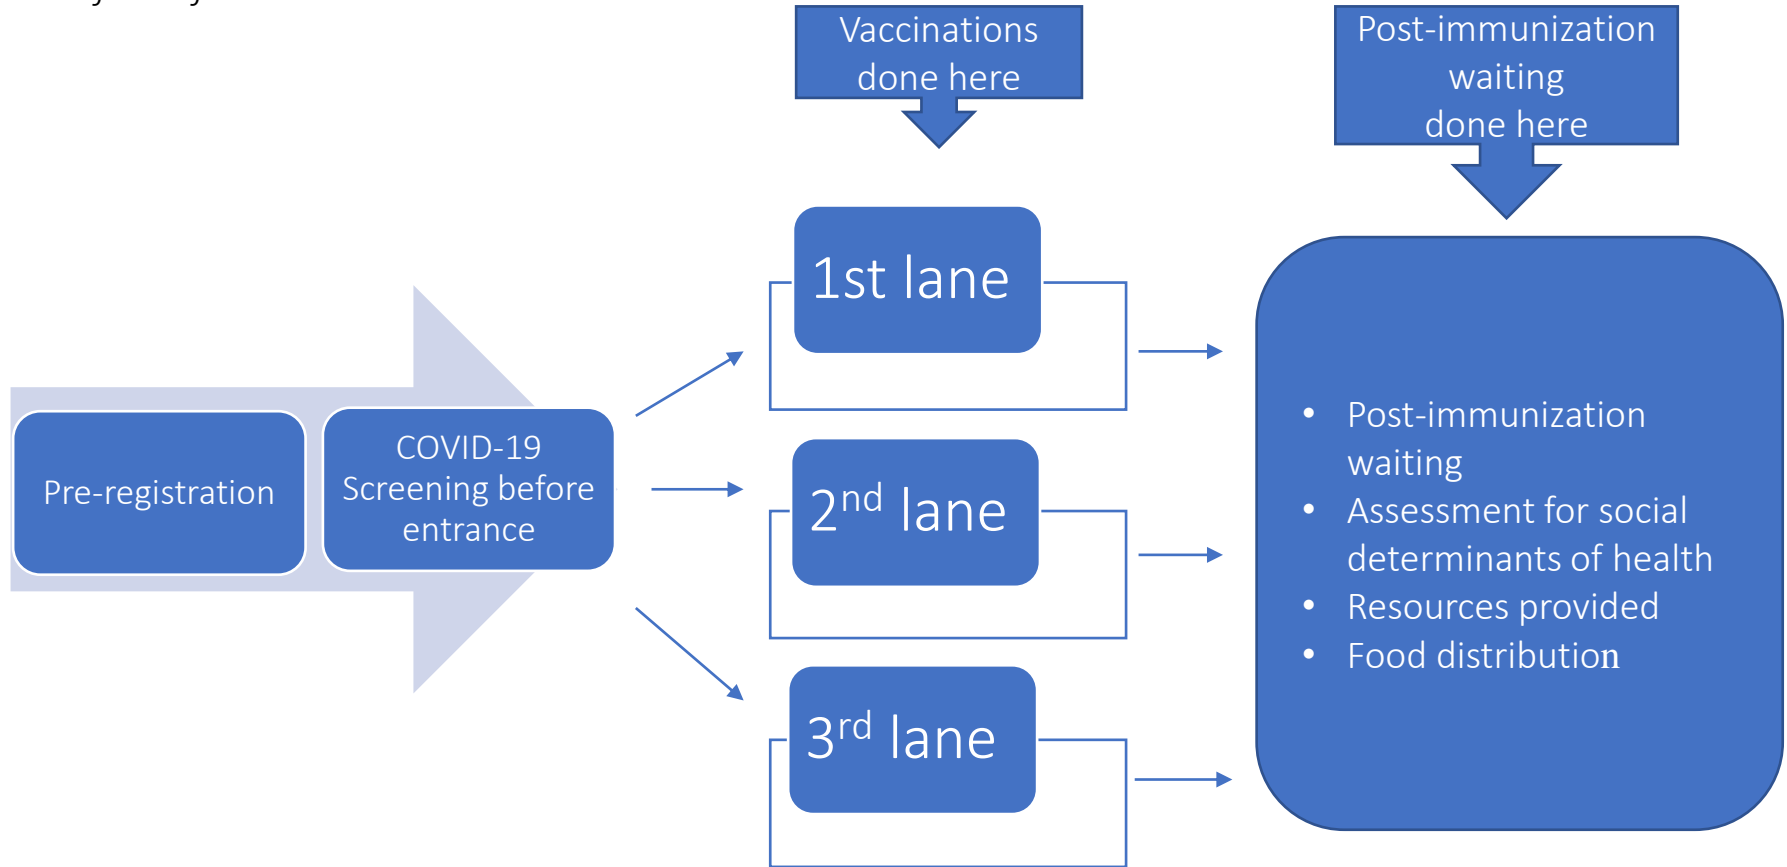 Vaccinations
done here
Post-immunization
waiting
done here
Pre-registration
COVID-19
Screening before
entrance
1st lane
2nd lane
3rd lane
• Post-immunization
waiting
• Assessment for social
determinants of health
• Resources provided
• Food distribution